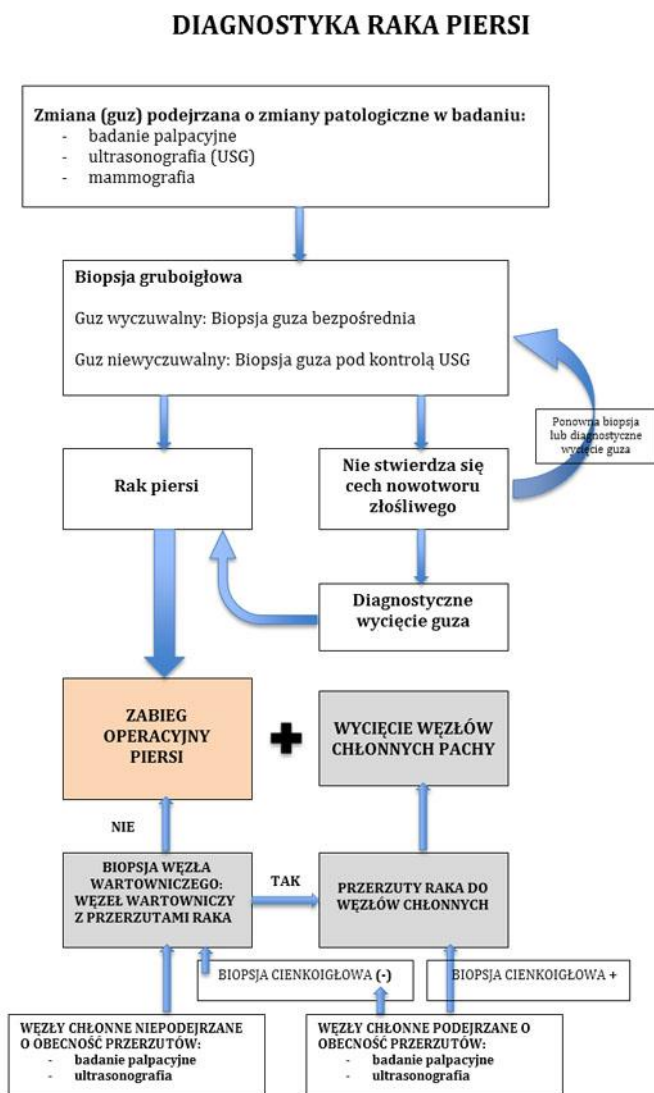 DIAGNOSTYKA RAKA PIERSI
Zmiana (guz) podejrzana o zmiany patologiczne w badaniu:
- badanie palpacyjne
- ultrasonografia (USG)
- mammografia
Biopsja gruboigłowa
Guz wyczuwalny: Biopsja guza bezpośrednia
Guz niewyczuwalny: Biopsja guza pod kontrolą USG
Ponowna biopsja
lub diagnostyczne
wycięcie guza
Rak piersi
Nie stwierdza się
cech nowotworu
złośliwego
Diagnostyczne
wycięcie guza
ZABIEG
OPERACYJNY
PIERSI
WYCIĘCIE WĘZŁÓW
CHŁONNYCH PACHY
NIE
BIOPSJA WĘZŁA
WARTOWNICZEGO:
WĘZEŁ WARTOWNICZY
Z PRZERZUTAMI RAKA
TAK
PRZERZUTY RAKA DO
WĘZŁÓW CHŁONNYCH
BIOPSJA CIENKOIGŁOWA (-)
BIOPSJA CIENKOIGŁOWA +
WĘZŁY CHŁONNE NIEPODEJRZANE
O OBECNOŚĆ PRZERZUTÓW:
- badanie palpacyjne
- ultrasonografia
WĘZŁY CHŁONNE PODEJRZANE O
OBECNOŚĆ PRZERZUTÓW:
- badanie palpacyjne
- ultrasonografia